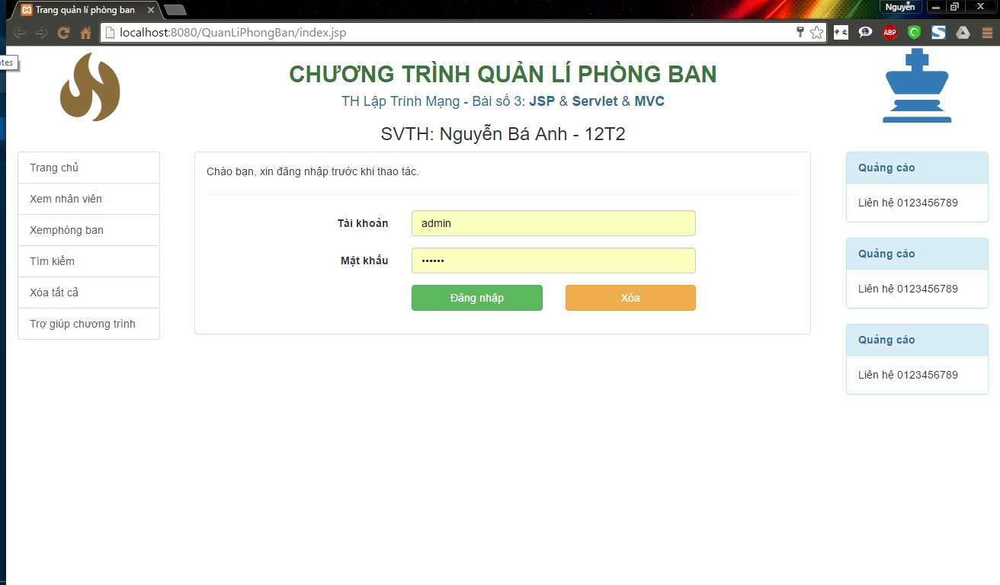 Trang quản lí phòng ban
Nguyễn
localhost:8080/QuanLiPhongBan/index.jsp
ABP
otes
CHƯƠNG TRÌNH QUẢN LÍ PHÒNG BAN
TH Lập Trình Mạng - Bài số 3: JSP & Servlet & MVC
SVTH: Nguyễn Bá Anh - 12T2
Trang chủ
Xem nhân viên
Xemphòng ban
Tìm kiếm
Xóa tất cả
Trợ giúp chương trình
Chào bạn, xin đăng nhập trước khi thao tác.
Tài khoản
admin
Mật khẩu
••••••
Đăng nhập
Xóa
Quảng cáo
Liên hệ 0123456789
Quảng cáo
Liên hệ 0123456789
Quảng cáo
Liên hệ 0123456789